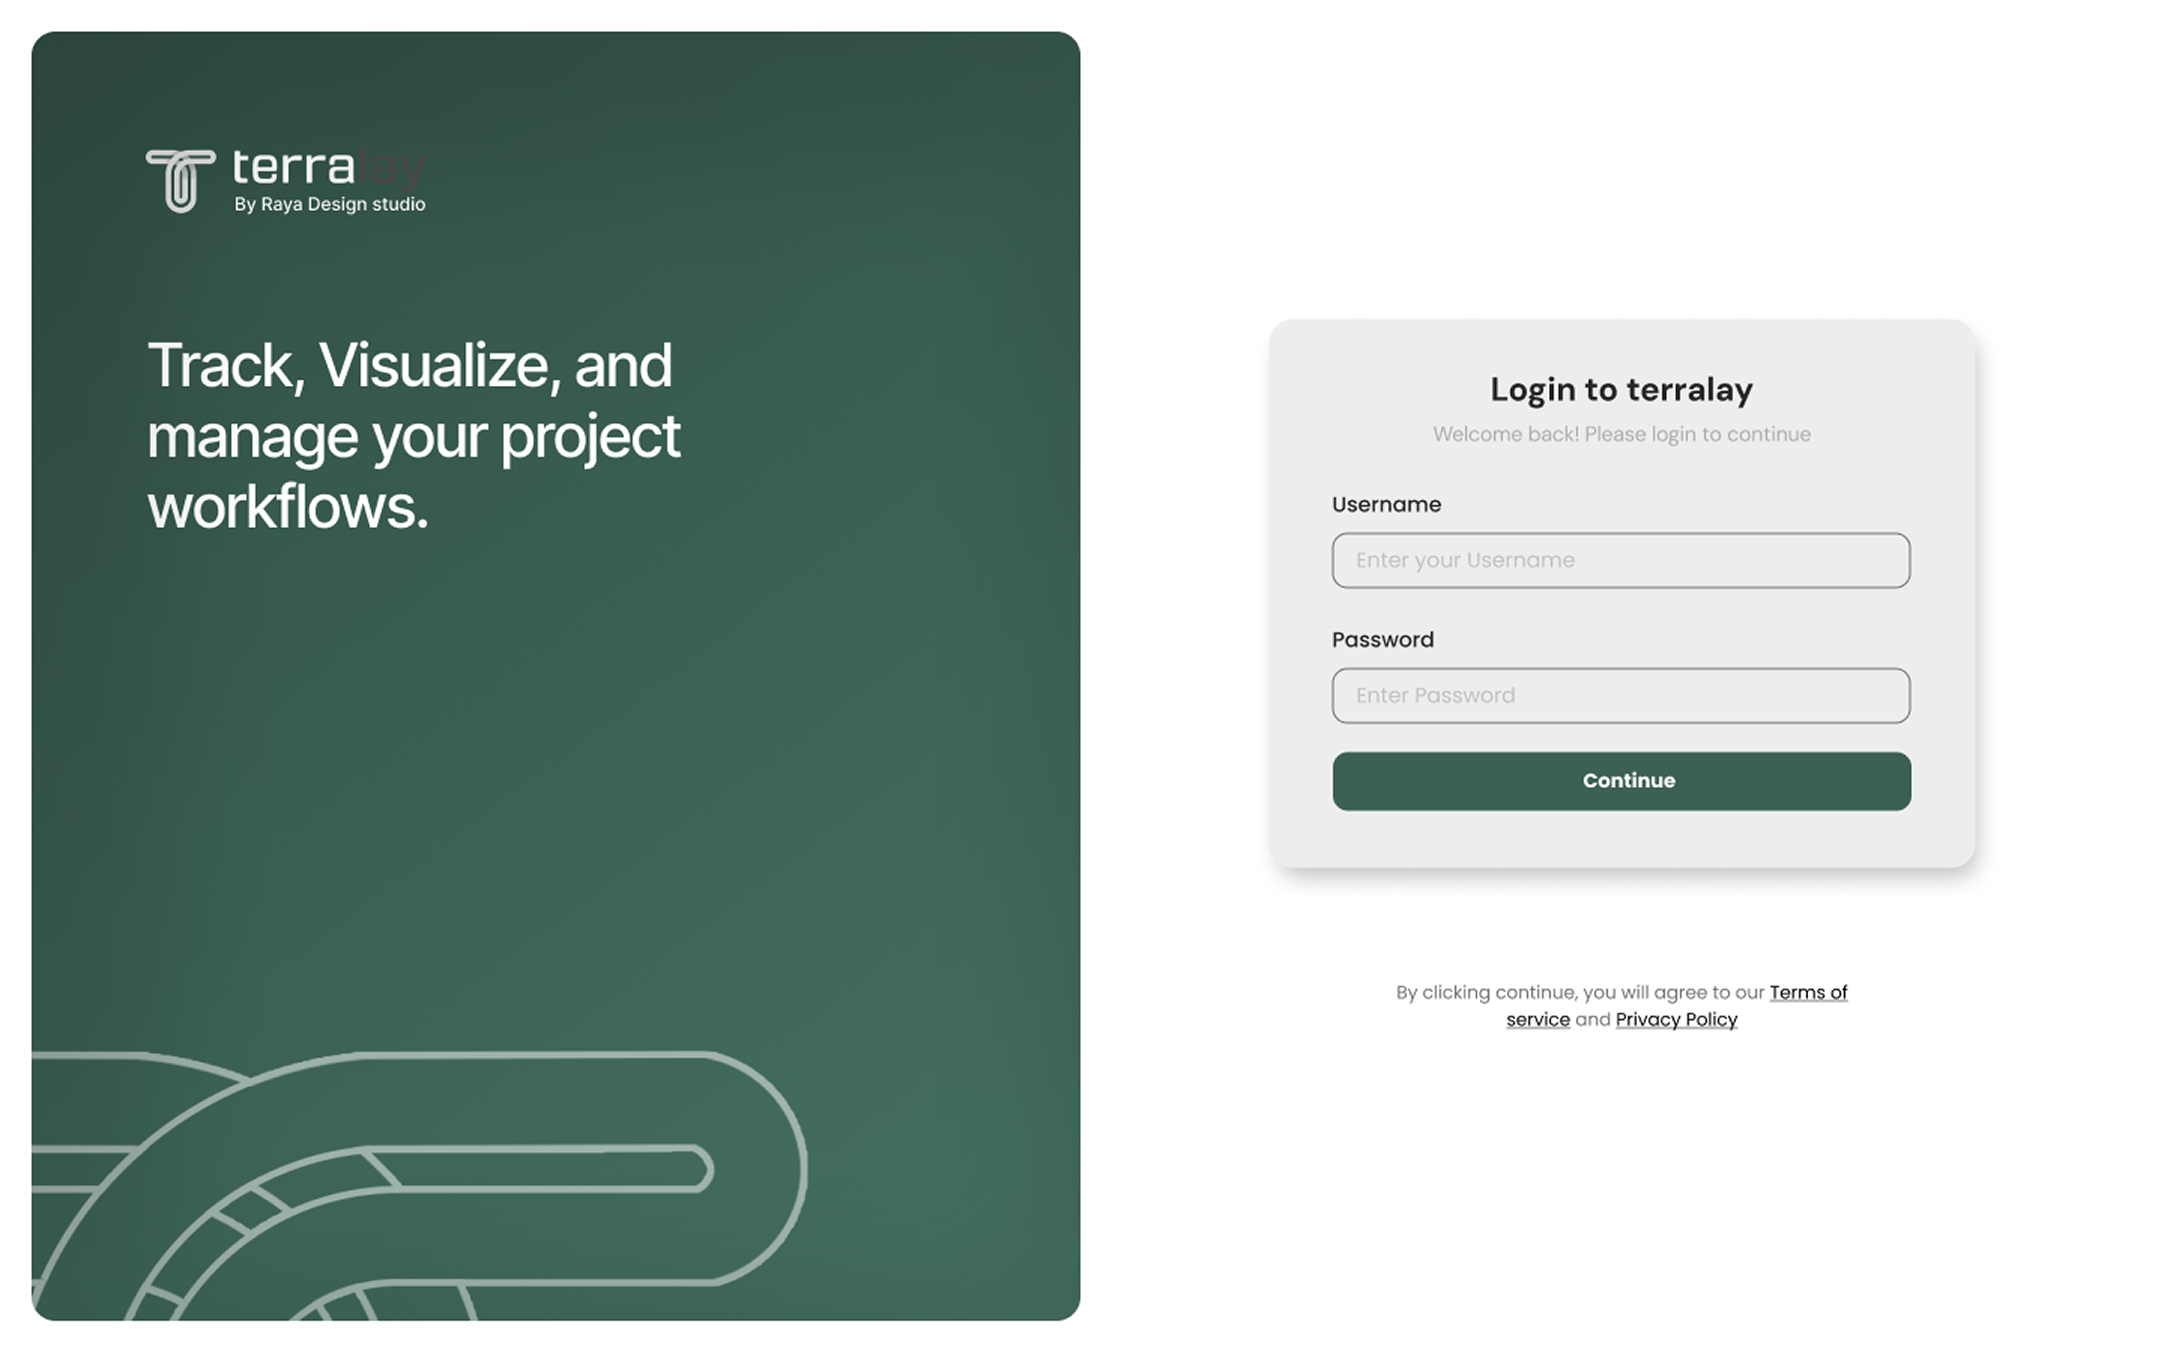 terralay
By Raya Design studio
Track, Visualize, and
manage your project
workflows.
Login to terralay
Welcome back! Please login to continue
Username
Enter your Username
Password
Enter Password
Continue
By clicking continue, you will agree to our Terms of
service and Privacy Policy